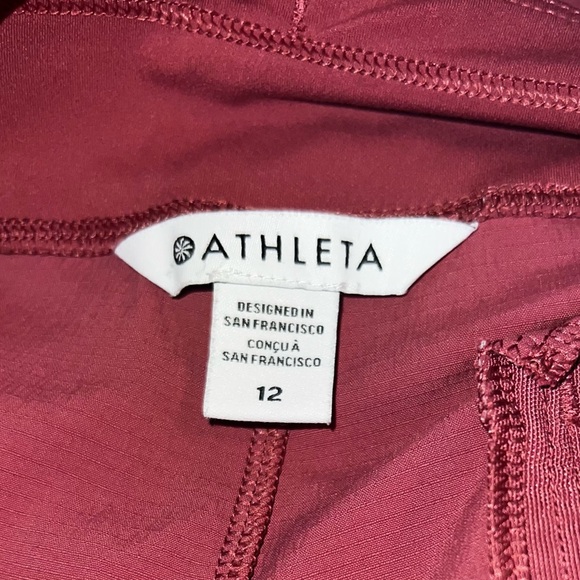 ATHLETA
DESIGNED IN
SAN FRANCISCO
CONÇU À
SAN FRANCISCO
12